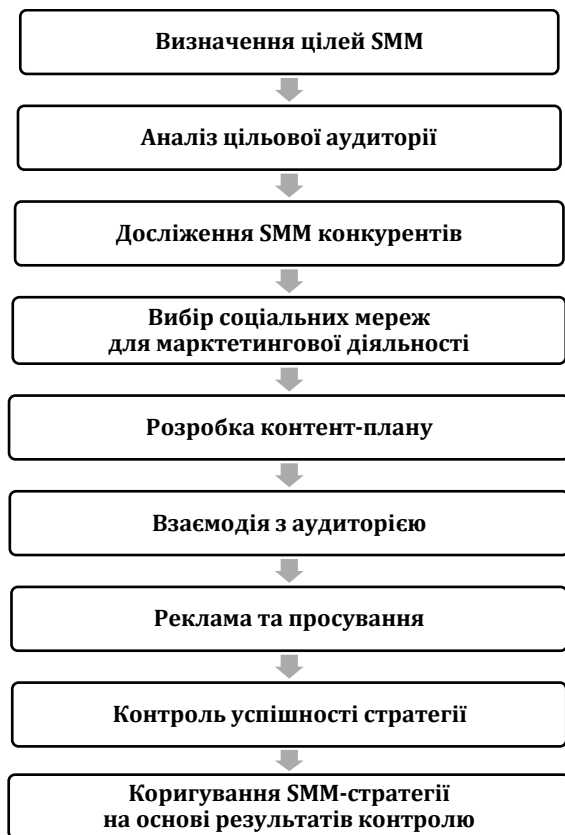 Визначення цілей SMM
Аналіз цільової аудиторії
Досліження SMM конкурентів
Вибір соціальних мереж
для марктетингової діяльності
Розробка контент-плану
Взаємодія з аудиторією
Реклама та просування
Контроль успішності стратегії
Коригування SMM-стратегії
на основі результатів контролю